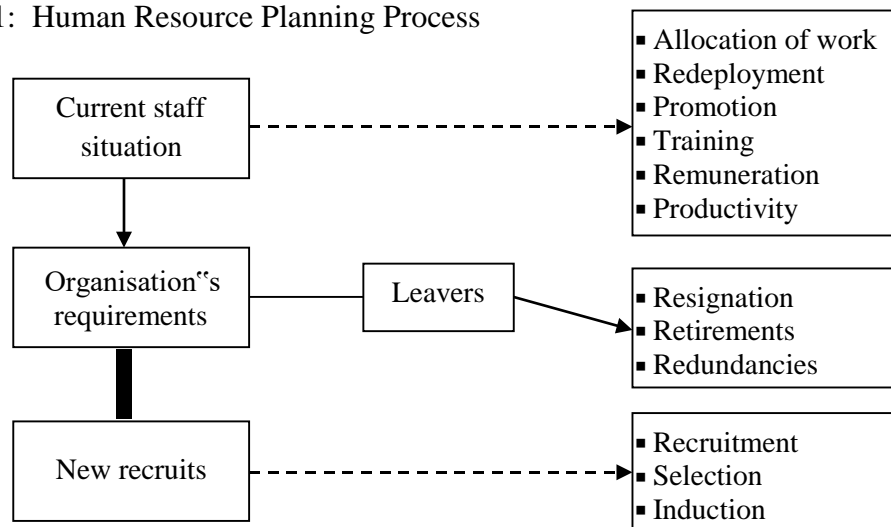 1: Human Resource Planning Process
Current staff
situation
▪ Allocation of work
▪ Redeployment
▪ Promotion
▪ Training
▪ Remuneration
▪ Productivity
Organisation‟s
requirements
Leavers
▪ Resignation
▪ Retirements
▪ Redundancies
New recruits
▪ Recruitment
▪ Selection
▪ Induction